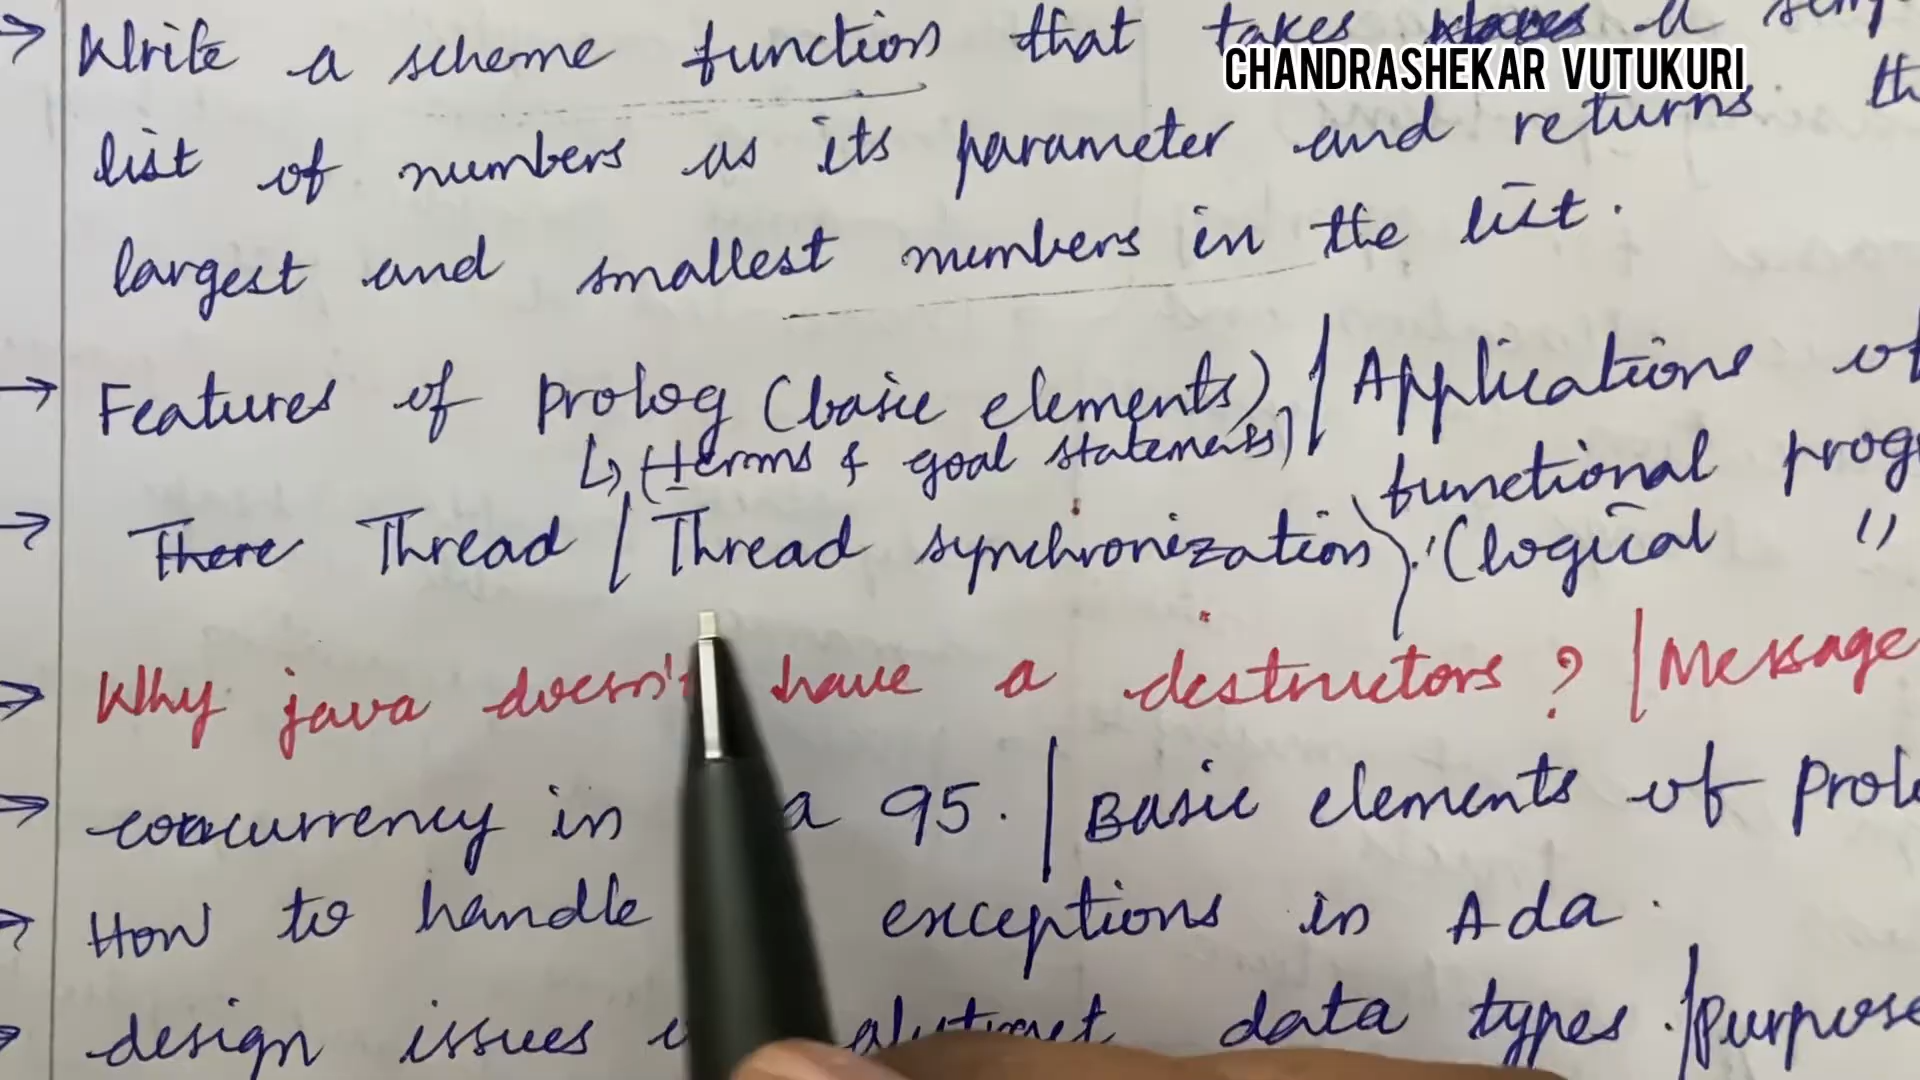 → Write a scheme function that takes a
CHANDRASHEKAR VUTUKURI
list of numbers as its parameter and returns
largest and smallest numbers in the list.
→ Features of prolog (basic elements) / Applications of
↳ (terms & goal statements) functional prog
→ There Thread / Thread synchronization). (logical "
→ Why java doesn't have a destructors ? / Message
→ concurrency in 95. / Basic elements of Prolo
→ How to handle exceptions in Ada.
→ design issues abstract data types. / purpose